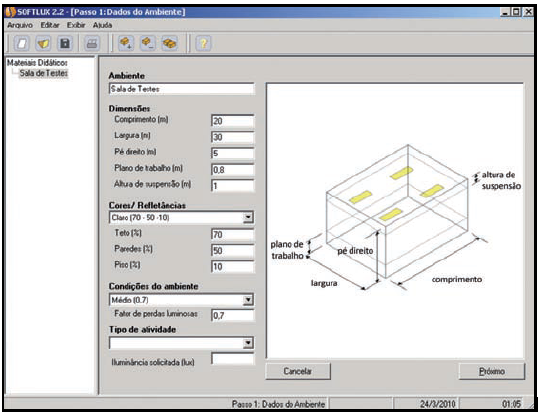 SOFTLUX 2.2 - [Passo 1:Dados do Ambiente]
Arquivo Editar Exibir Ajuda
Materiais Didáticos
Sala de Testes
Ambiente
Sala de Testes
Dimensões
Comprimento (m) 20
Largura (m) 30
Pé direito (m) 5
Plano de trabalho (m) 0,8
Altura de suspensão (m) 1
Cores/ Refletâncias
Claro (70 - 50 -10)
Teto (%) 70
Paredes (%) 50
Piso (%) 10
Condições do ambiente
Médio (0.7)
Fator de perdas luminosas 0,7
Tipo de atividade
Iluminância solicitada (lux)
altura de
suspensão
plano de
trabalho
pé direito
largura
comprimento
Cancelar
Próximo
Passo 1: Dados do Ambiente 24/3/2010 01:05